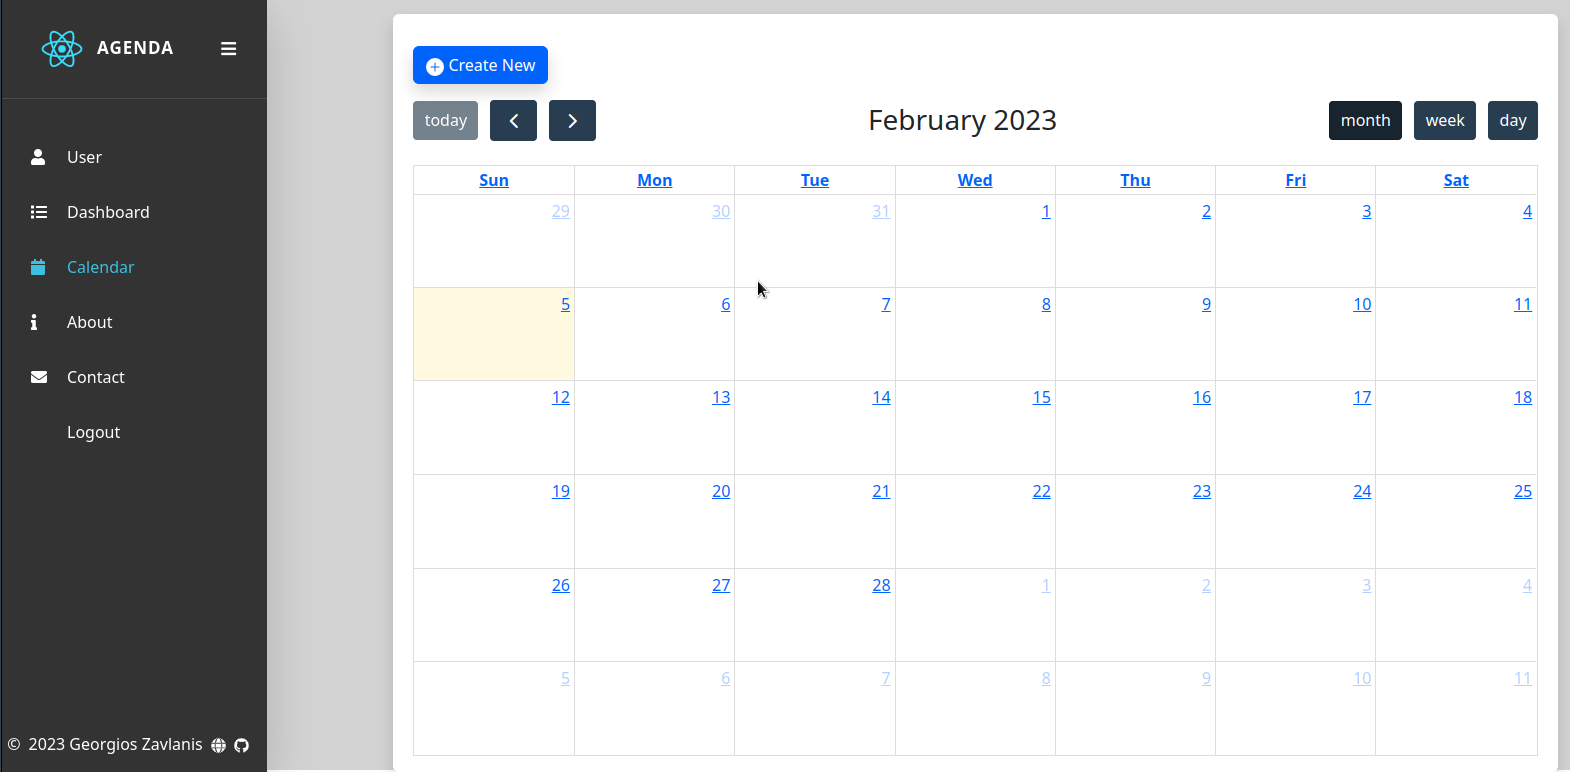 AGENDA
User
Dashboard
Calendar
About
Contact
Logout
© 2023 Georgios Zavlanis
Create New
today
February 2023
month week day
Sun Mon Tue Wed Thu Fri Sat
29 30 31 1 2 3 4
5 6 7 8 9 10 11
12 13 14 15 16 17 18
19 20 21 22 23 24 25
26 27 28 1 2 3 4
5 6 7 8 9 10 11